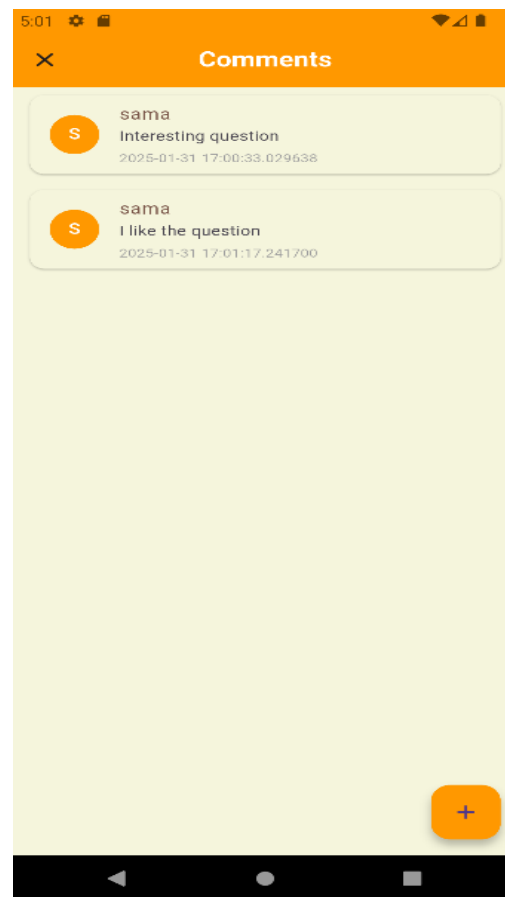 5:01
Comments
S
sama
Interesting question
2025-01-31 17:00:33.029638
S
sama
I like the question
2025-01-31 17:01:17.241700